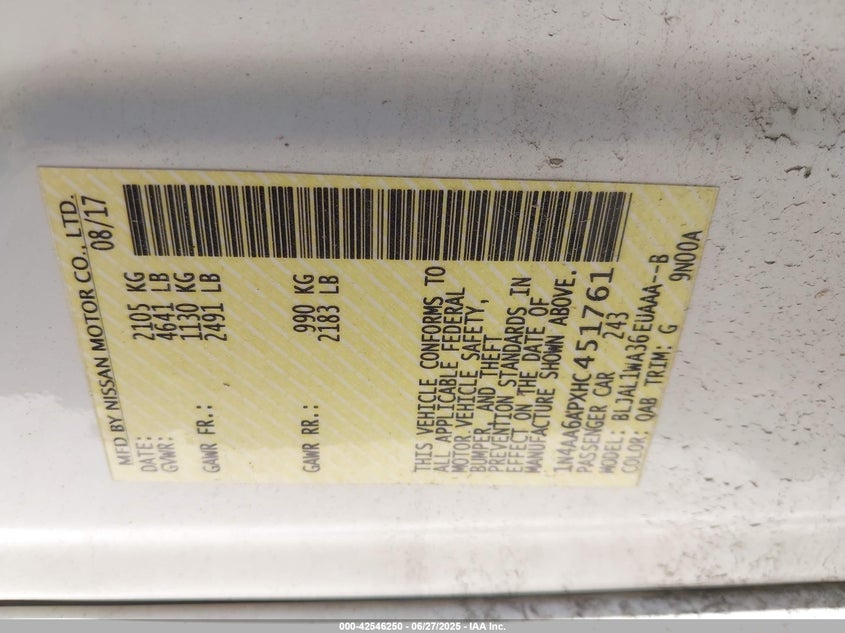 MFD BY NISSAN MOTOR CO., LTD.
DATE: 08/17
GVWR: 2105 KG
4641 LB
GAWR FR.: 1130 KG
2491 LB
GAWR RR.: 990 KG
2183 LB
THIS VEHICLE CONFORMS TO
ALL APPLICABLE FEDERAL
MOTOR VEHICLE SAFETY,
BUMPER, AND THEFT
PREVENTION STANDARDS IN
EFFECT ON THE DATE OF
MANUFACTURE SHOWN ABOVE.
1N4AA6APXHC451761
PASSENGER CAR 243
MODEL: BLJAL1WA36EUAAA--B
COLOR: QAB TRIM: G 9N00A
000-42546250 - 06/27/2025 - IAA Inc.